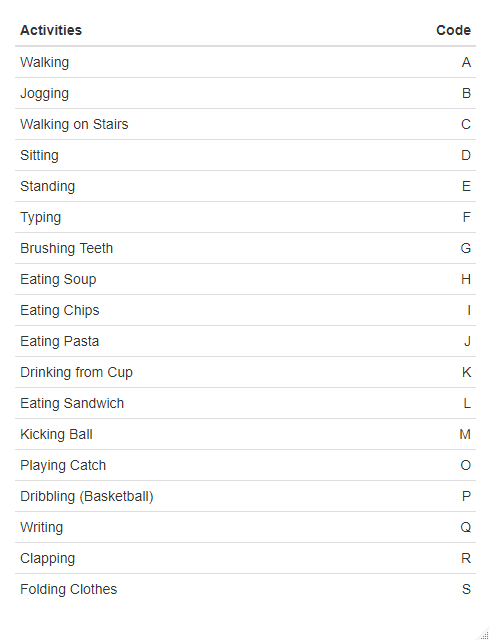 Activities Code
Walking A
Jogging B
Walking on Stairs C
Sitting D
Standing E
Typing F
Brushing Teeth G
Eating Soup H
Eating Chips I
Eating Pasta J
Drinking from Cup K
Eating Sandwich L
Kicking Ball M
Playing Catch O
Dribbling (Basketball) P
Writing Q
Clapping R
Folding Clothes S